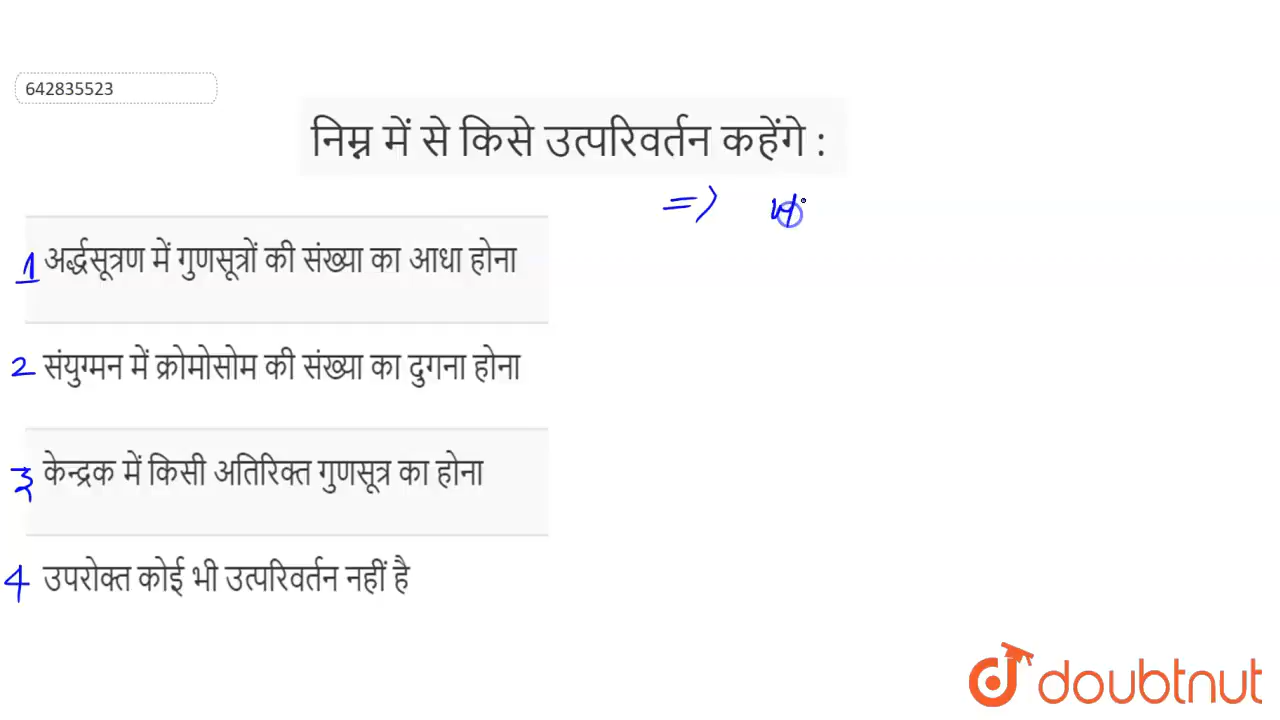 642835523
निम्न में से किसे उत्परिवर्तन कहेंगे :
=>
1 अर्द्धसूत्रण में गुणसूत्रों की संख्या का आधा होना
2 संयुग्मन में क्रोमोसोम की संख्या का दुगना होना
3 केन्द्रक में किसी अतिरिक्त गुणसूत्र का होना
4 उपरोक्त कोई भी उत्परिवर्तन नहीं है
doubtnut